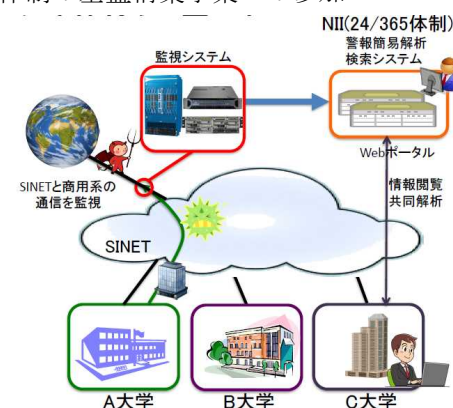 NII(24/365体制)
監視システム
警報簡易解析
検索システム
Webポータル
SINETと商用系の
通信を監視
情報閲覧
共同解析
SINET
A大学
B大学
C大学